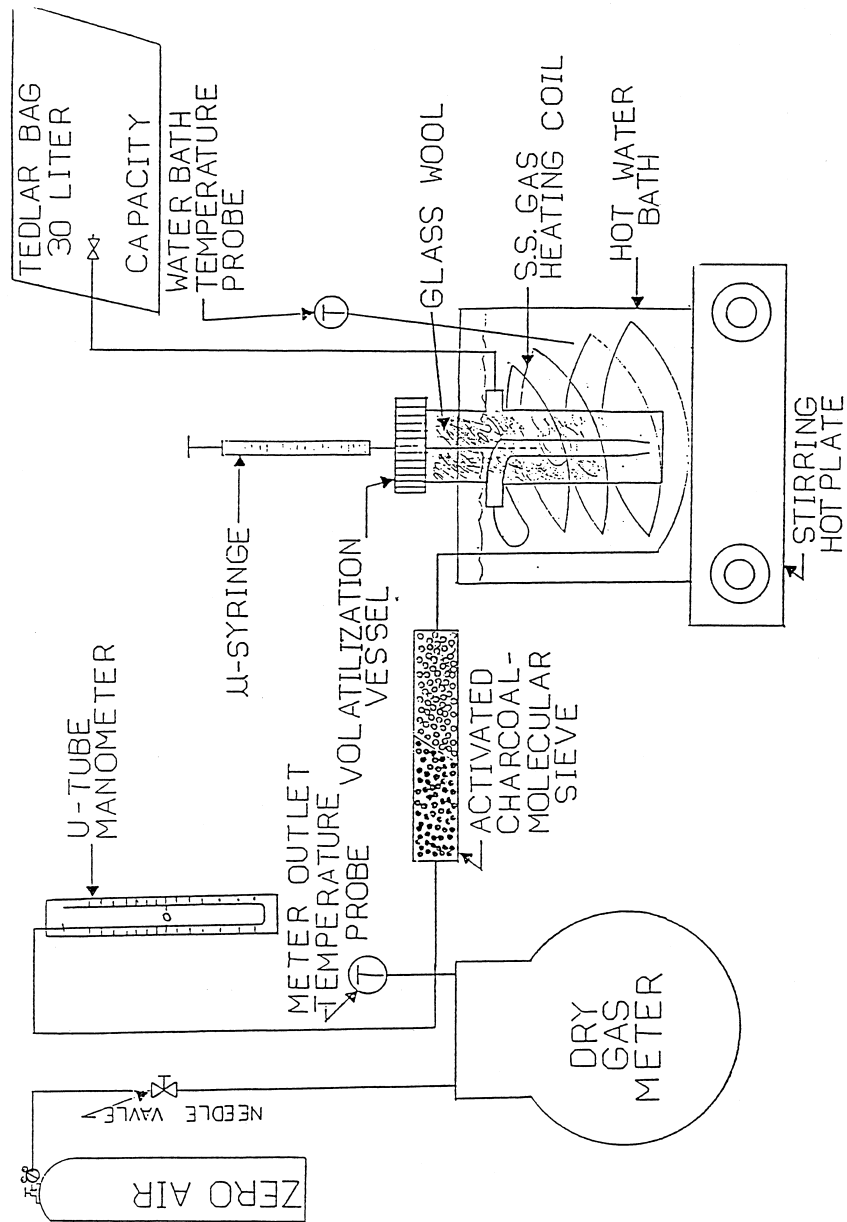 TEDLAR BAG
30 LITER
CAPACITY
WATER BATH
TEMPERATURE
PROBE
T
GLASS WOOL
S.S. GAS
HEATING COIL
HOT WATER
BATH
STIRRING
HOTPLATE
µ-SYRINGE
VOLATILIZATION
VESSEL
U-TUBE
MANOMETER
0
METER OUTLET
TEMPERATURE
PROBE
T
ACTIVATED
CHARCOAL-
MOLECULAR
SIEVE
DRY
GAS
METER
NEEDLE VAVLE
ZERO AIR